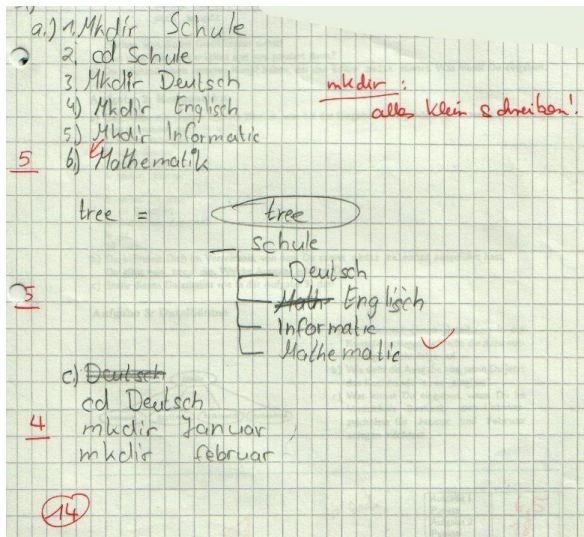 a.) 1. Mkdir Schule
2. cd Schule
3. Mkdir Deutsch
mkdir :
4) Mkdir Englisch
alles klein schreiben!
5) Mkdir Informatic
5 6) Mathematik
tree = tree
schule
Deutsch
5 Math Englisch
Informatic
Mathematic
c) Deutsch
cd Deutsch
4 mkdir Januar
mkdir februar
14